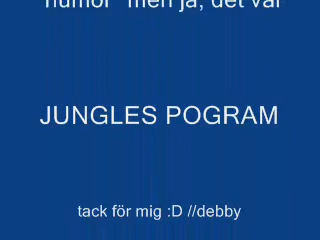 humor" men ja, det var
JUNGLES POGRAM
tack för mig :D //debby